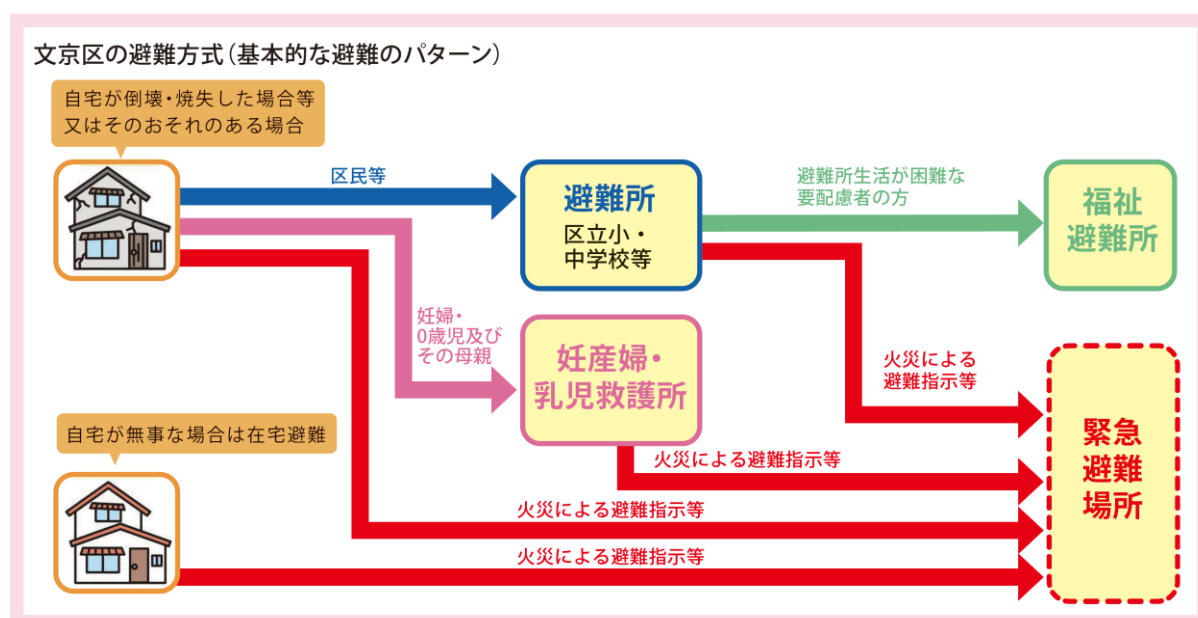 文京区の避難方式(基本的な避難のパターン)
自宅が倒壊・焼失した場合等
又はそのおそれのある場合
区民等
避難所
区立小・
中学校等
避難所生活が困難な
要配慮者の方
福祉
避難所
妊婦・
0歳児及び
その母親
妊産婦・
乳児救護所
火災による
避難指示等
緊急
避難
場所
自宅が無事な場合は在宅避難
火災による避難指示等
火災による避難指示等
火災による避難指示等